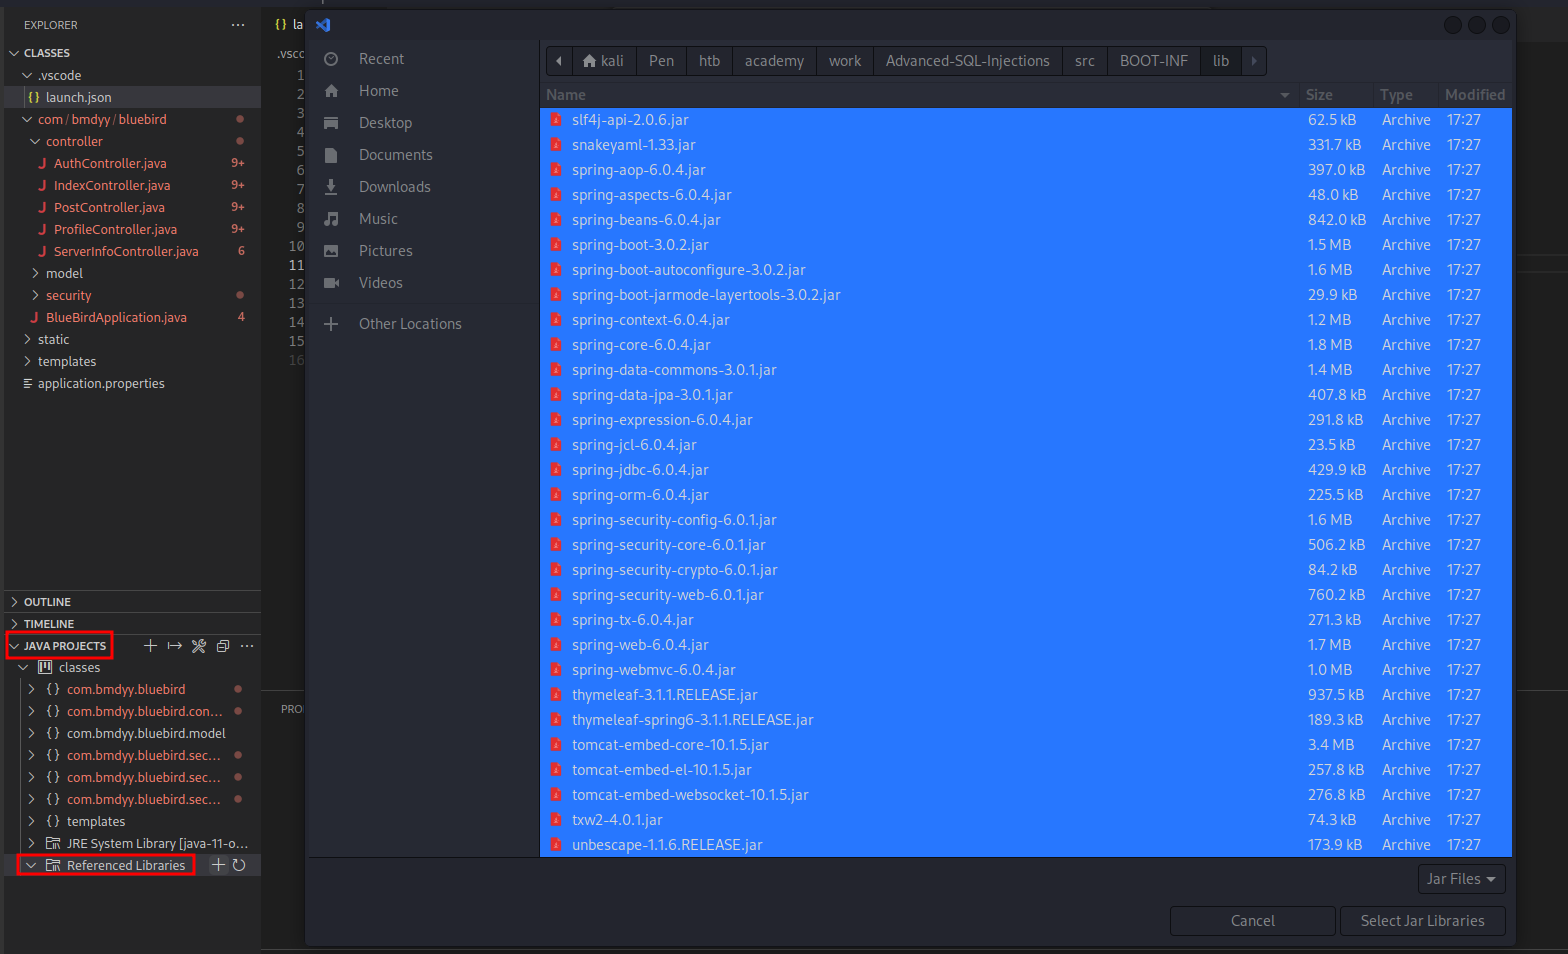 EXPLORER
CLASSES
.vscode
{} launch.json
com / bmdyy / bluebird
controller
J AuthController.java 9+
J IndexController.java 9+
J PostController.java 9+
J ProfileController.java 9+
J ServerInfoController.java 6
model
security
J BlueBirdApplication.java 4
static
templates
application.properties
OUTLINE
TIMELINE
JAVA PROJECTS
classes
{} com.bmdyy.bluebird
{} com.bmdyy.bluebird.con...
{} com.bmdyy.bluebird.model
{} com.bmdyy.bluebird.sec...
{} com.bmdyy.bluebird.sec...
{} com.bmdyy.bluebird.sec...
{} templates
JRE System Library [java-11-o...
Referenced Libraries
{} la
.vsco
1
2
3
4
5
6
7
8
9
10
11
12
13
14
15
16
PRO
Recent
Home
Desktop
Documents
Downloads
Music
Pictures
Videos
Other Locations
kali Pen htb academy work Advanced-SQL-Injections src BOOT-INF lib
Name Size Type Modified
slf4j-api-2.0.6.jar 62.5 kB Archive 17:27
snakeyaml-1.33.jar 331.7 kB Archive 17:27
spring-aop-6.0.4.jar 397.0 kB Archive 17:27
spring-aspects-6.0.4.jar 48.0 kB Archive 17:27
spring-beans-6.0.4.jar 842.0 kB Archive 17:27
spring-boot-3.0.2.jar 1.5 MB Archive 17:27
spring-boot-autoconfigure-3.0.2.jar 1.6 MB Archive 17:27
spring-boot-jarmode-layertools-3.0.2.jar 29.9 kB Archive 17:27
spring-context-6.0.4.jar 1.2 MB Archive 17:27
spring-core-6.0.4.jar 1.8 MB Archive 17:27
spring-data-commons-3.0.1.jar 1.4 MB Archive 17:27
spring-data-jpa-3.0.1.jar 407.8 kB Archive 17:27
spring-expression-6.0.4.jar 291.8 kB Archive 17:27
spring-jcl-6.0.4.jar 23.5 kB Archive 17:27
spring-jdbc-6.0.4.jar 429.9 kB Archive 17:27
spring-orm-6.0.4.jar 225.5 kB Archive 17:27
spring-security-config-6.0.1.jar 1.6 MB Archive 17:27
spring-security-core-6.0.1.jar 506.2 kB Archive 17:27
spring-security-crypto-6.0.1.jar 84.2 kB Archive 17:27
spring-security-web-6.0.1.jar 760.2 kB Archive 17:27
spring-tx-6.0.4.jar 271.3 kB Archive 17:27
spring-web-6.0.4.jar 1.7 MB Archive 17:27
spring-webmvc-6.0.4.jar 1.0 MB Archive 17:27
thymeleaf-3.1.1.RELEASE.jar 937.5 kB Archive 17:27
thymeleaf-spring6-3.1.1.RELEASE.jar 189.3 kB Archive 17:27
tomcat-embed-core-10.1.5.jar 3.4 MB Archive 17:27
tomcat-embed-el-10.1.5.jar 257.8 kB Archive 17:27
tomcat-embed-websocket-10.1.5.jar 276.8 kB Archive 17:27
txw2-4.0.1.jar 74.3 kB Archive 17:27
unbescape-1.1.6.RELEASE.jar 173.9 kB Archive 17:27
Jar Files
Cancel Select Jar Libraries